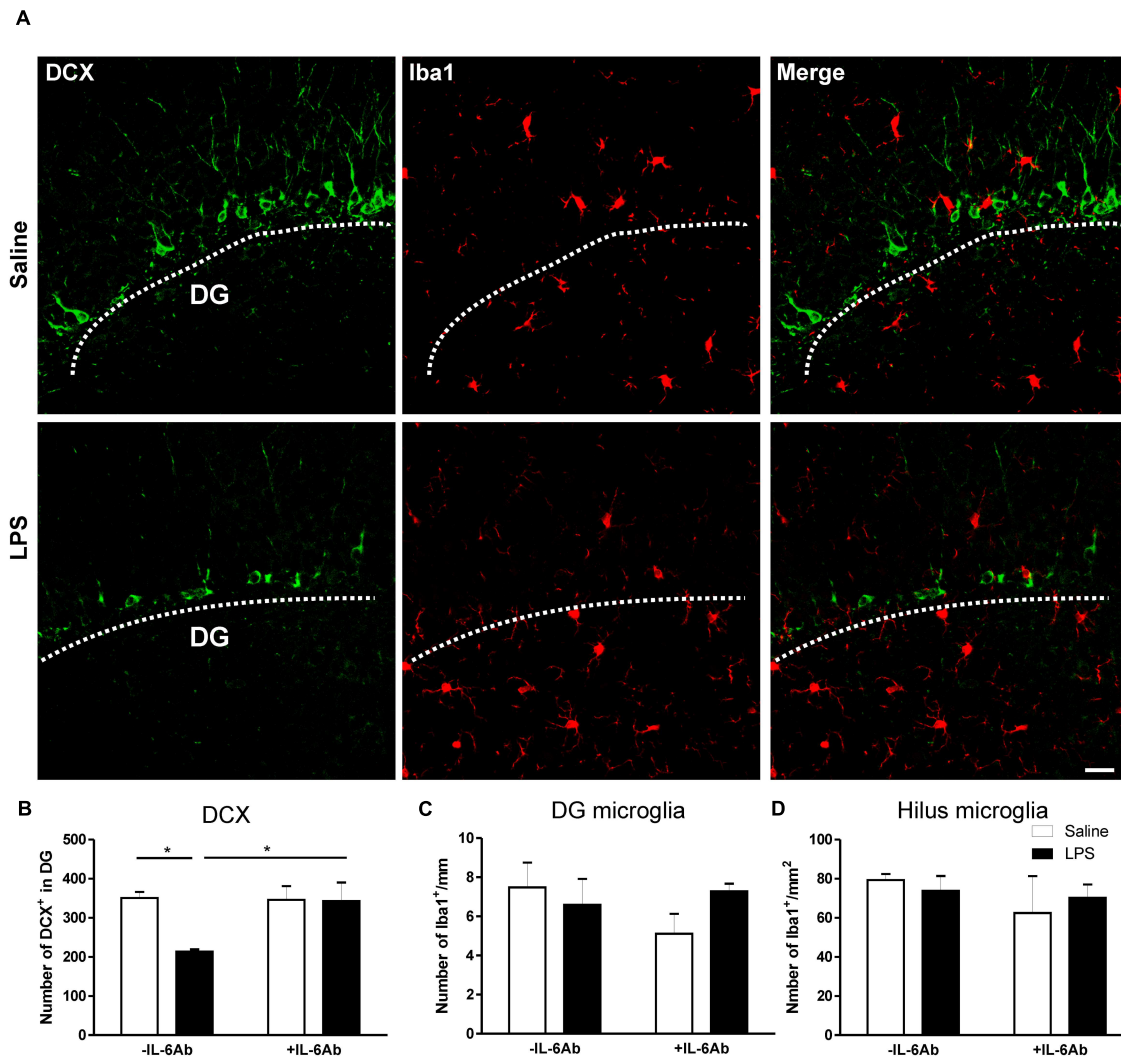 A
DCX
Iba1
Merge
Saline
DG
LPS
DG
B
DCX
Number of DCX⁺ in DG
500
400
300
200
100
0
*
*
-IL-6Ab
+IL-6Ab
C
DG microglia
Number of Iba1⁺/mm
10
8
6
4
2
0
-IL-6Ab
+IL-6Ab
D
Hilus microglia
Saline
LPS
Nmber of Iba1⁺/mm²
100
80
60
40
20
0
-IL-6Ab
+IL-6Ab